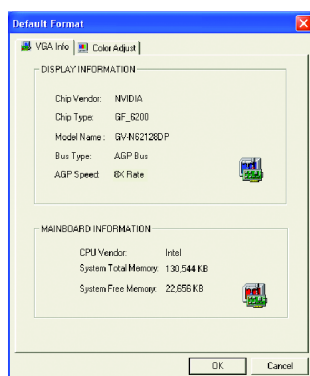 Default Format
VGA Info Color Adjust
DISPLAY INFORMATION
Chip Vendor: NVIDIA
Chip Type: GF_6200
Model Name : GV-N62128DP
Bus Type: AGP Bus
AGP Speed: 8X Rate
MAINBOARD INFORMATION
CPU Vendor: Intel
System Total Memory: 130,544 KB
System Free Memory: 22,656 KB
OK Cancel